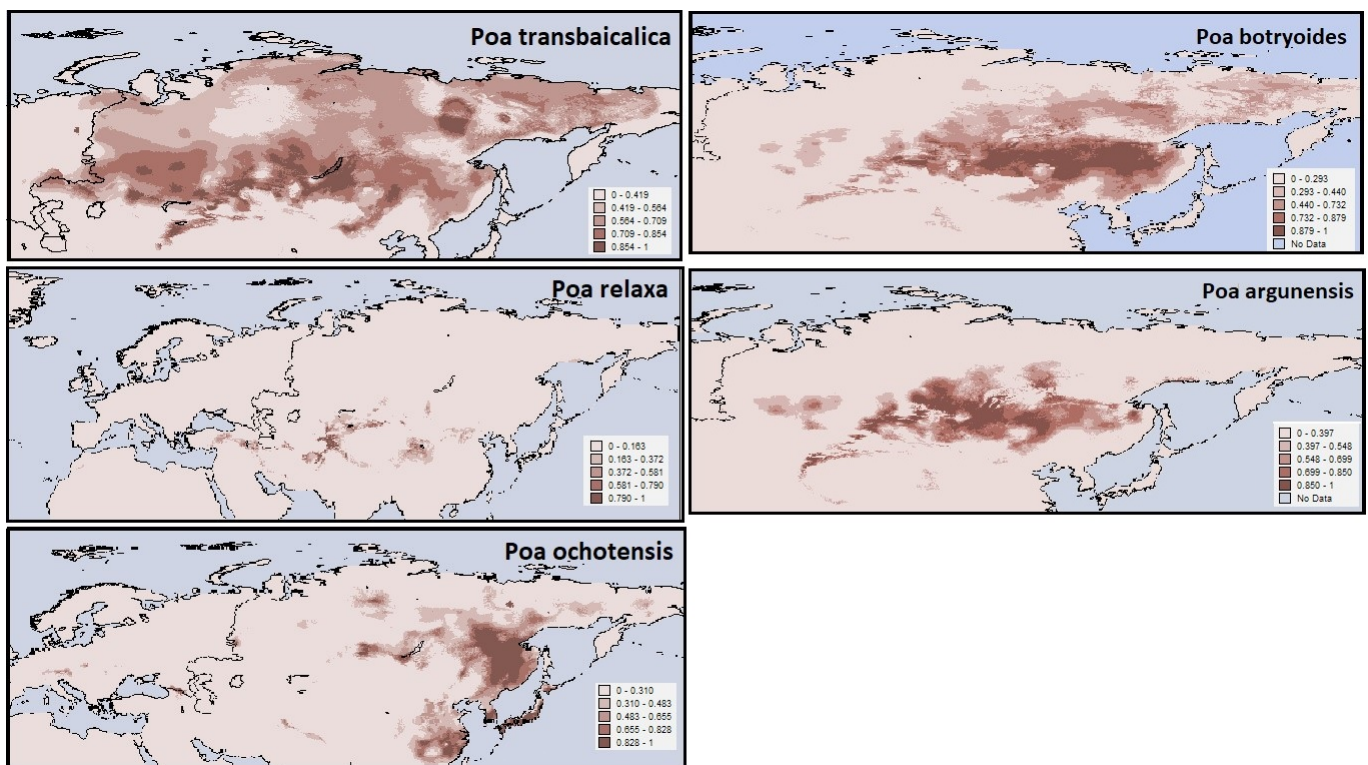 Poa transbaicalica
0 - 0.419
0.419 - 0.564
0.564 - 0.709
0.709 - 0.854
0.854 - 1
Poa botryoides
0 - 0.293
0.293 - 0.440
0.440 - 0.732
0.732 - 0.879
0.879 - 1
No Data
Poa relaxa
0 - 0.163
0.163 - 0.372
0.372 - 0.581
0.581 - 0.790
0.790 - 1
Poa argunensis
0 - 0.397
0.397 - 0.548
0.548 - 0.699
0.699 - 0.850
0.850 - 1
No Data
Poa ochotensis
0 - 0.310
0.310 - 0.483
0.483 - 0.655
0.655 - 0.828
0.828 - 1